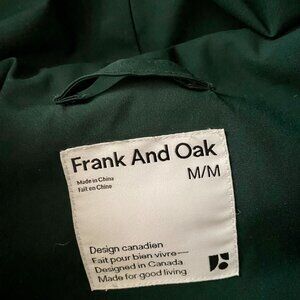 Frank And Oak
M/M
Made in China
Fait en Chine
Design canadien
Fait pour bien vivre—
Designed in Canada
Made for good living